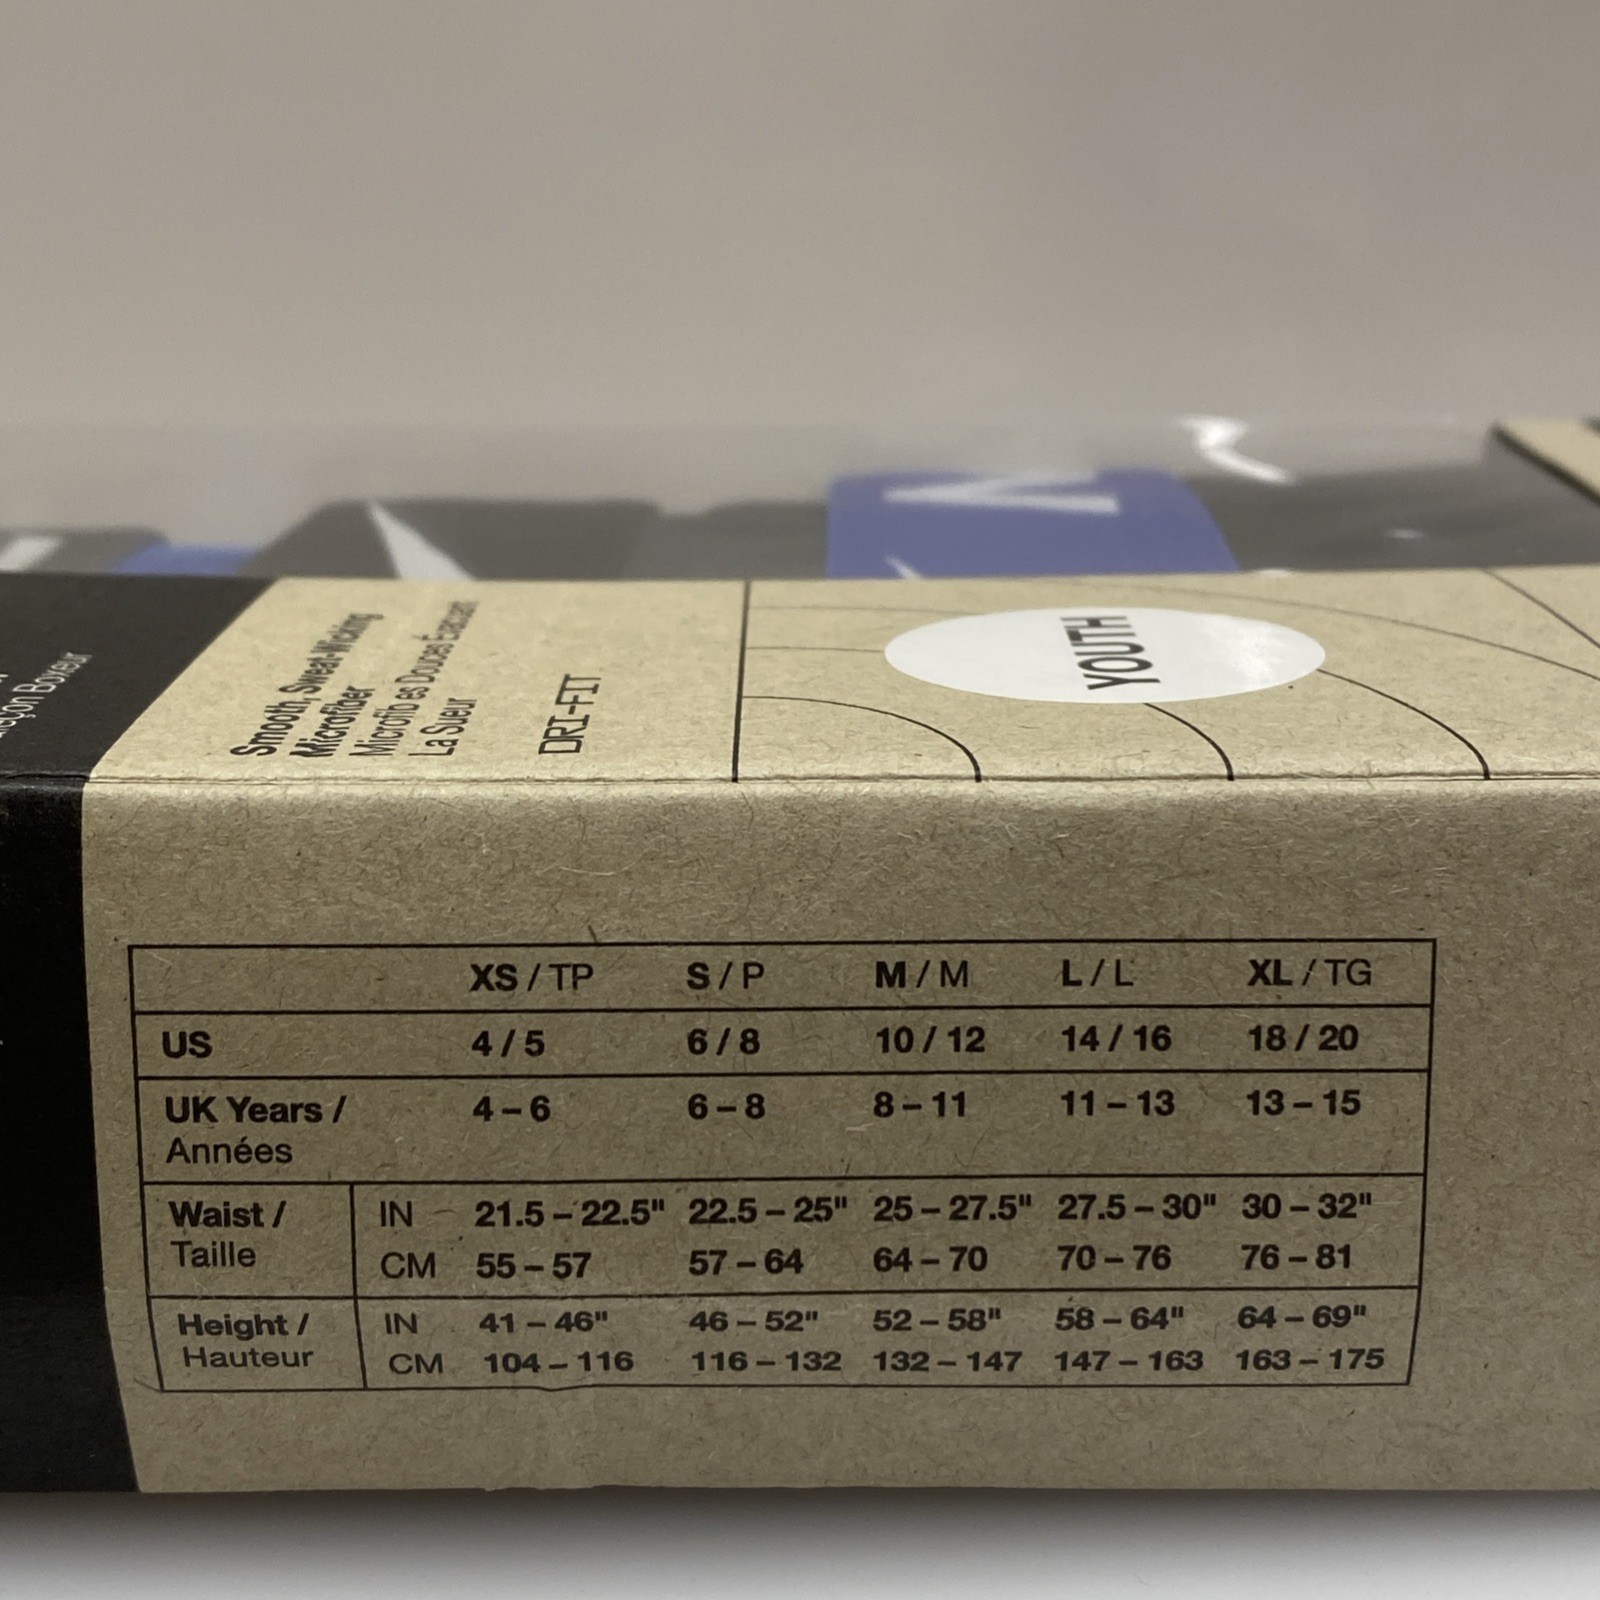 Smooth, Sweat-Wicking
Microfiber
Microfibres Douces Évacuant
La Sueur
DRI-FIT
YOUTH
XS / TP S / P M / M L / L XL / TG
US 4 / 5 6 / 8 10 / 12 14 / 16 18 / 20
UK Years / 4 – 6 6 – 8 8 – 11 11 – 13 13 – 15
Années
Waist / IN 21.5 – 22.5" 22.5 – 25" 25 – 27.5" 27.5 – 30" 30 – 32"
Taille CM 55 – 57 57 – 64 64 – 70 70 – 76 76 – 81
Height / IN 41 – 46" 46 – 52" 52 – 58" 58 – 64" 64 – 69"
Hauteur CM 104 – 116 116 – 132 132 – 147 147 – 163 163 – 175